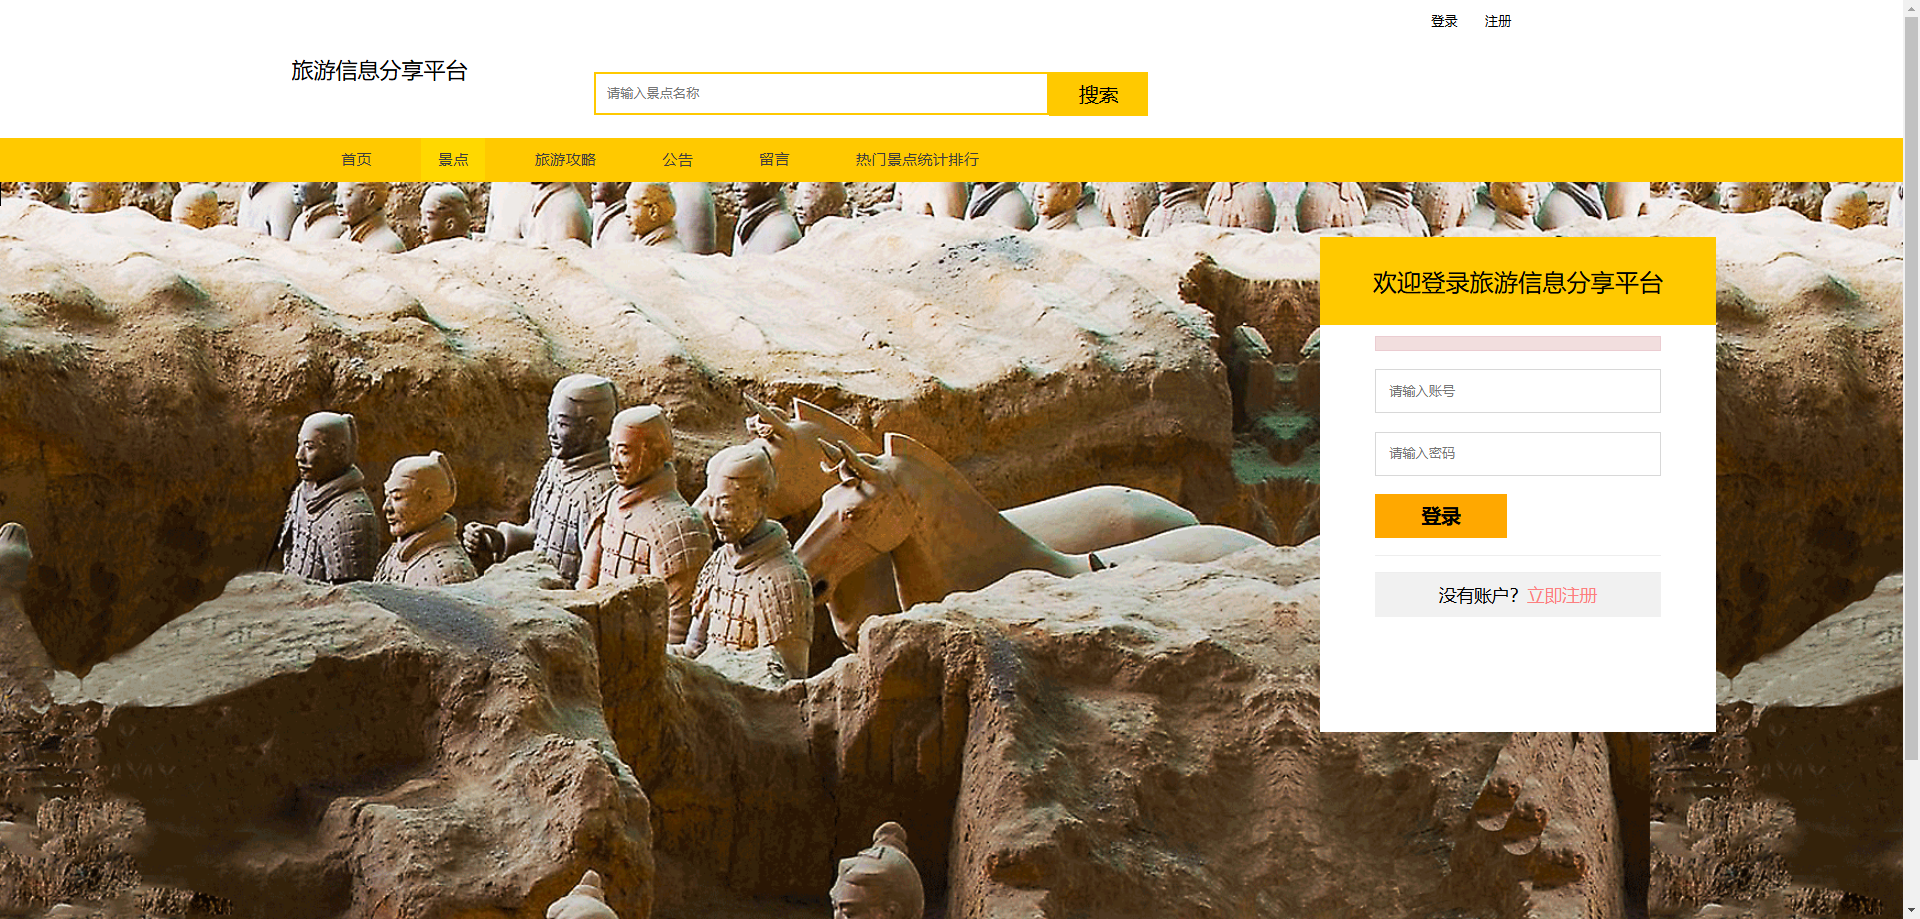 登录 注册
旅游信息分享平台
请输入景点名称 搜索
首页 景点 旅游攻略 公告 留言 热门景点统计排行
欢迎登录旅游信息分享平台
请输入账号
请输入密码
登录
没有账户？立即注册